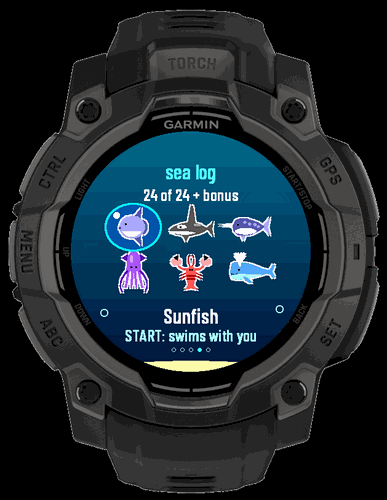 TORCH
GARMIN
CTRL
LIGHT
GPS
START/STOP
MENU
UP
ABC
DOWN
SET
BACK
sea log
24 of 24 + bonus
Sunfish
START: swims with you